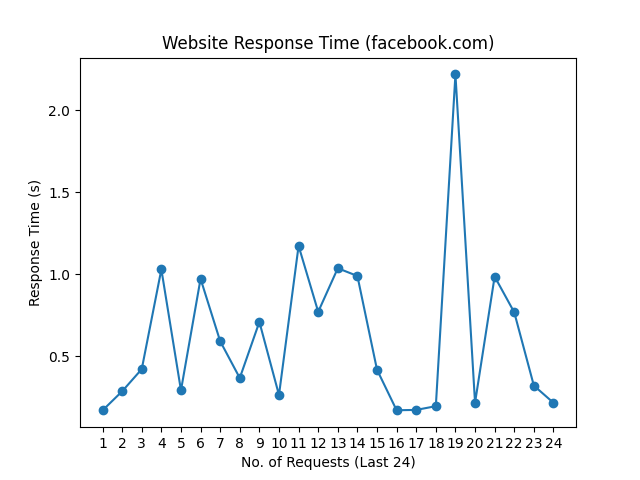 Website Response Time (facebook.com)
Response Time (s)
2.0
1.5
1.0
0.5
1 2 3 4 5 6 7 8 9 10 11 12 13 14 15 16 17 18 19 20 21 22 23 24
No. of Requests (Last 24)